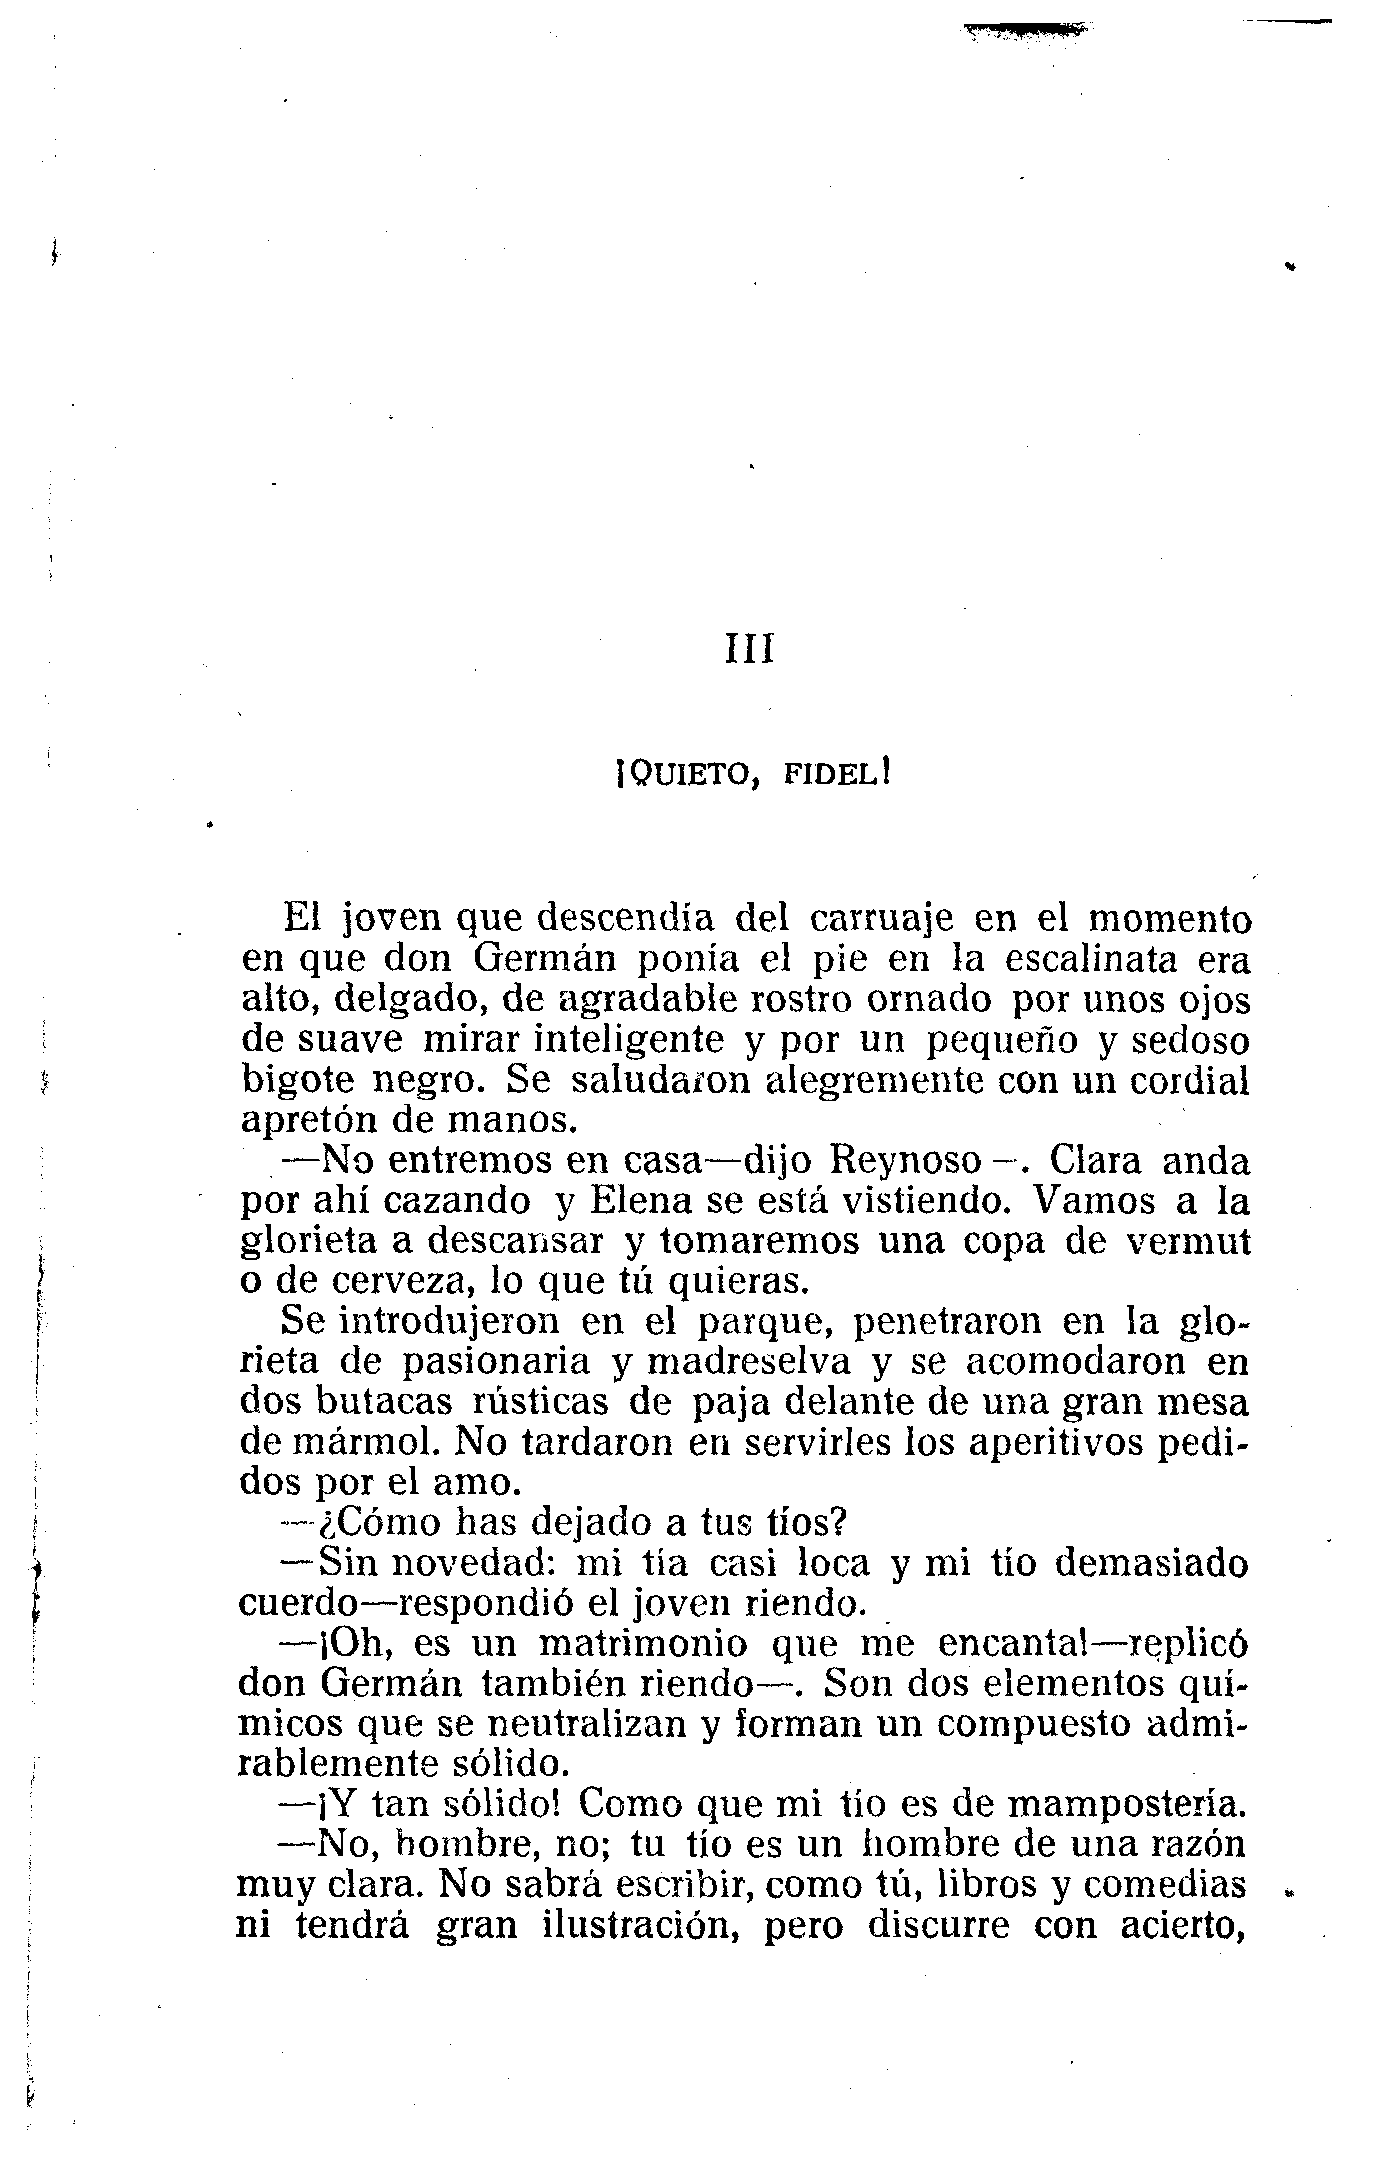 III
¡QUIETO, FIDEL!
El joven que descendía del carruaje en el momento
en que don Germán ponía el pie en la escalinata era
alto, delgado, de agradable rostro ornado por unos ojos
de suave mirar inteligente y por un pequeño y sedoso
bigote negro. Se saludaron alegremente con un cordial
apretón de manos.
—No entremos en casa—dijo Reynoso—. Clara anda
por ahí cazando y Elena se está vistiendo. Vamos a la
glorieta a descansar y tomaremos una copa de vermut
o de cerveza, lo que tú quieras.
Se introdujeron en el parque, penetraron en la glo-
rieta de pasionaria y madreselva y se acomodaron en
dos butacas rústicas de paja delante de una gran mesa
de mármol. No tardaron en servirles los aperitivos pedi-
dos por el amo.
—¿Cómo has dejado a tus tíos?
—Sin novedad: mi tía casi loca y mi tío demasiado
cuerdo—respondió el joven riendo.
—¡Oh, es un matrimonio que me encanta!—replicó
don Germán también riendo—. Son dos elementos quí-
micos que se neutralizan y forman un compuesto admi-
rablemente sólido.
—¡Y tan sólido! Como que mi tío es de mampostería.
—No, hombre, no; tu tío es un hombre de una razón
muy clara. No sabrá escribir, como tú, libros y comedias
ni tendrá gran ilustración, pero discurre con acierto,